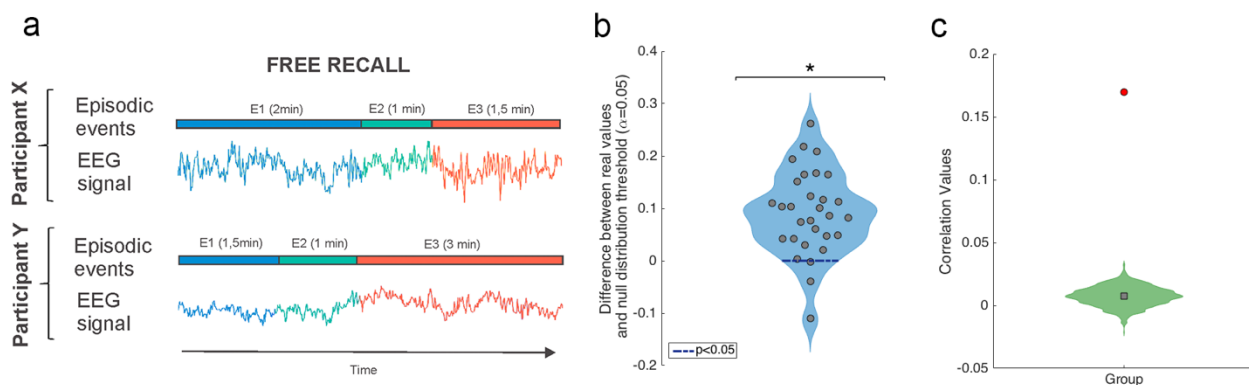 a
FREE RECALL
Participant X
Episodic
events
E1 (2min)
E2 (1 min)
E3 (1,5 min)
EEG
signal
Participant Y
Episodic
events
E1 (1,5min)
E2 (1 min)
E3 (3 min)
EEG
signal
Time
b
Difference between real values
and null distribution threshold (α=0.05)
0.4
0.3
0.2
0.1
0
-0.1
-0.2
*
p<0.05
c
Correlation Values
0.2
0.15
0.1
0.05
0
-0.05
Group